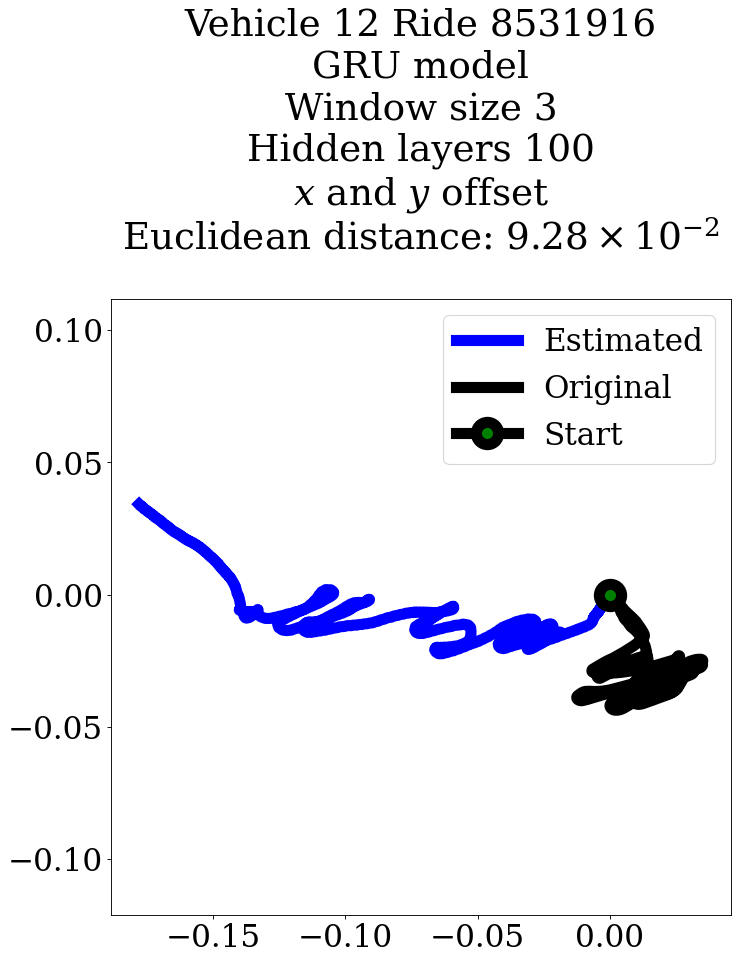 Vehicle 12 Ride 8531916
GRU model
Window size 3
Hidden layers 100
x and y offset
Euclidean distance: 9.28 × 10⁻²
Estimated
Original
Start
0.10
0.05
0.00
−0.05
−0.10
−0.15 −0.10 −0.05 0.00